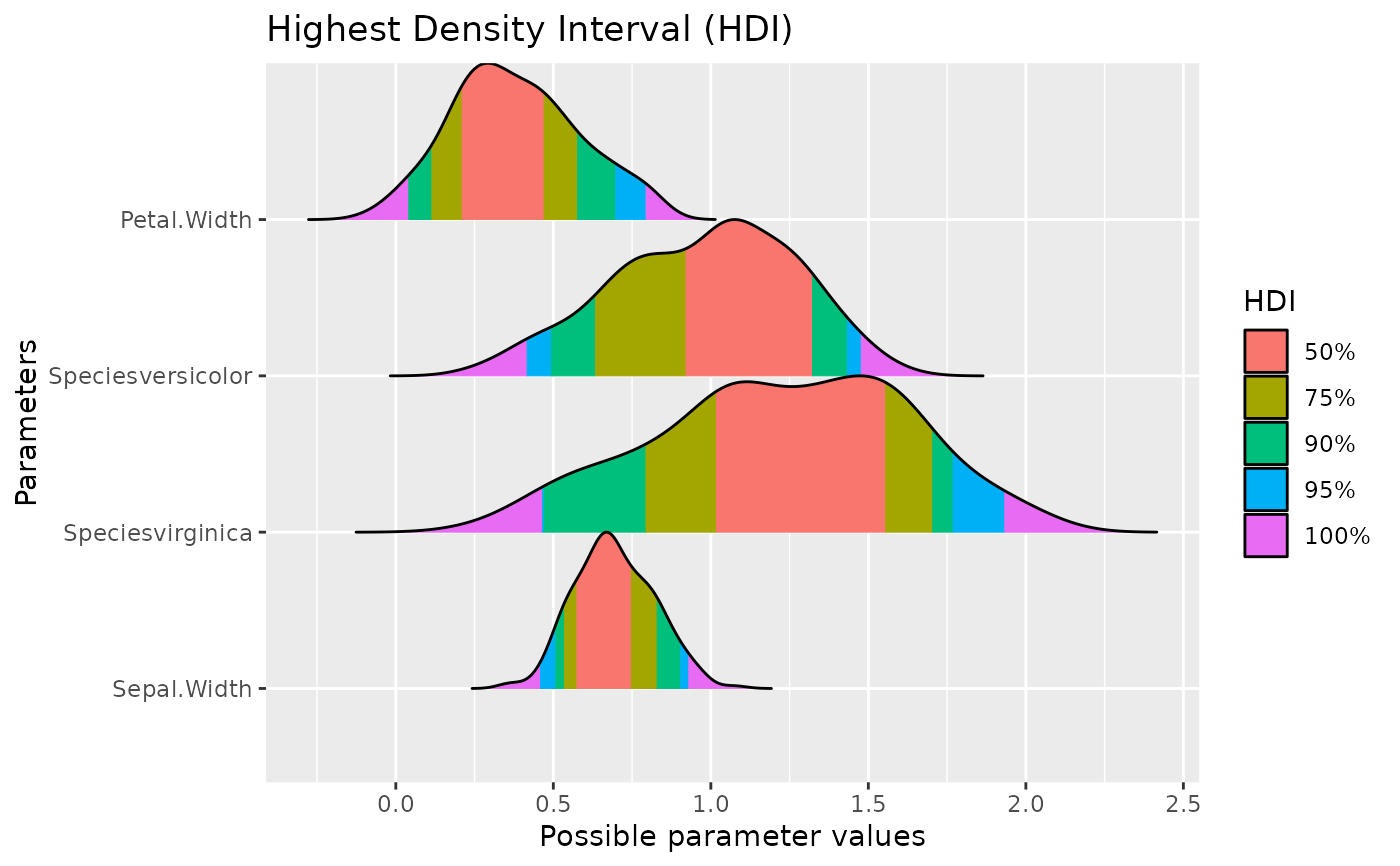 Highest Density Interval (HDI)
Parameters
Petal.Width
Speciesversicolor
Speciesvirginica
Sepal.Width
0.0 0.5 1.0 1.5 2.0 2.5
Possible parameter values
HDI
50%
75%
90%
95%
100%